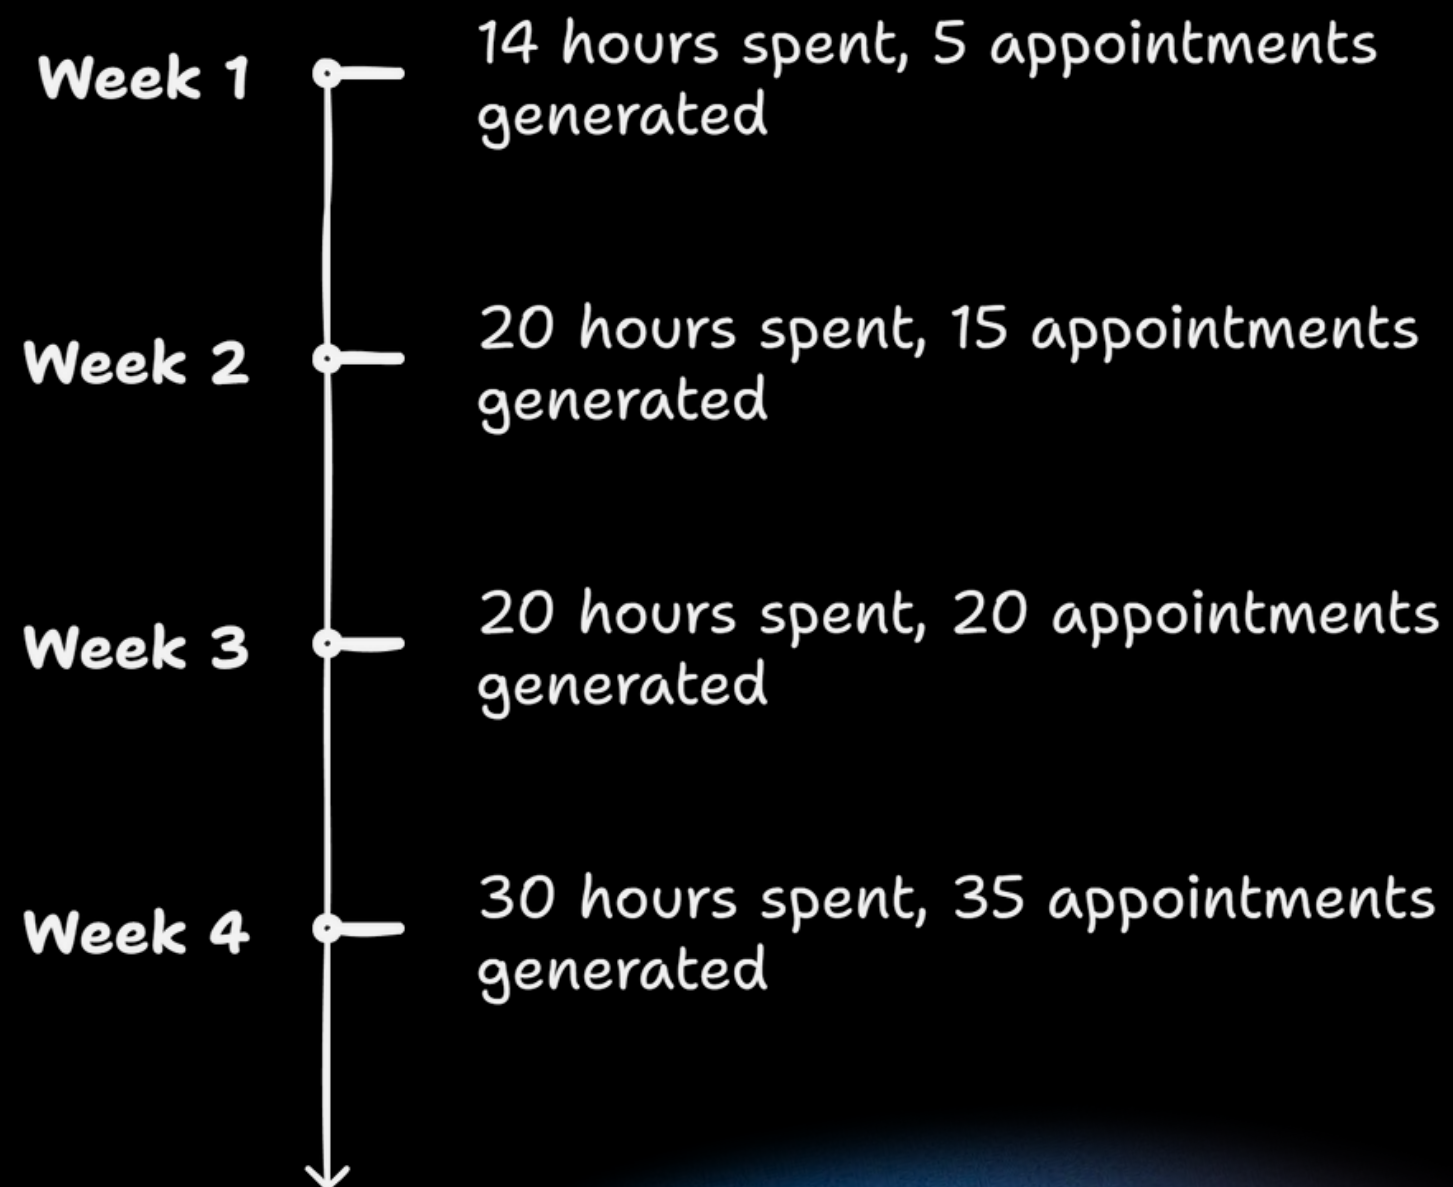 Week 1
14 hours spent, 5 appointments
generated
Week 2
20 hours spent, 15 appointments
generated
Week 3
20 hours spent, 20 appointments
generated
Week 4
30 hours spent, 35 appointments
generated